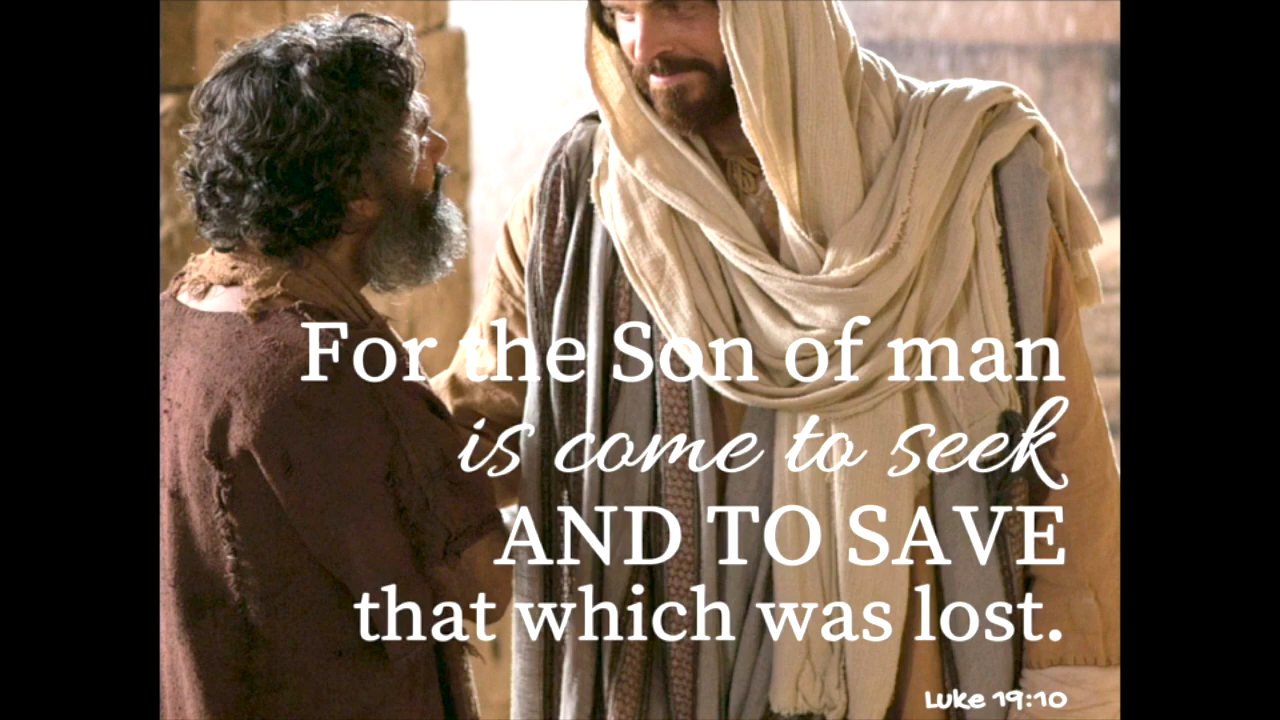 For the Son of man
is come to seek
AND TO SAVE
that which was lost.
Luke 19:10